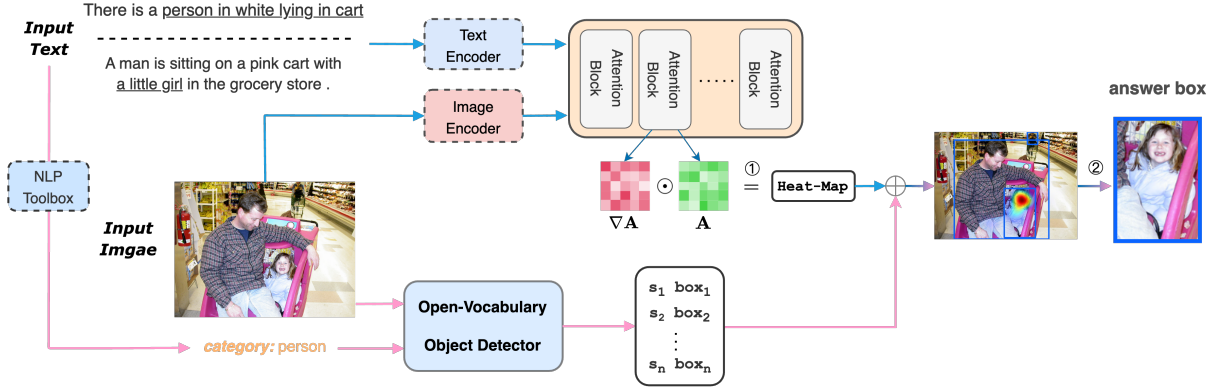 There is a person in white lying in cart
Input
Text
A man is sitting on a pink cart with
a little girl in the grocery store .
Text
Encoder
Image
Encoder
Attention
Block
Attention
Block
·····
Attention
Block
answer box
NLP
Toolbox
Input
Imgae
∇A
⊙
A
①
=
Heat-Map
⊕
②
Open-Vocabulary
Object Detector
s1 box1
s2 box2
⋮
sn boxn
category: person